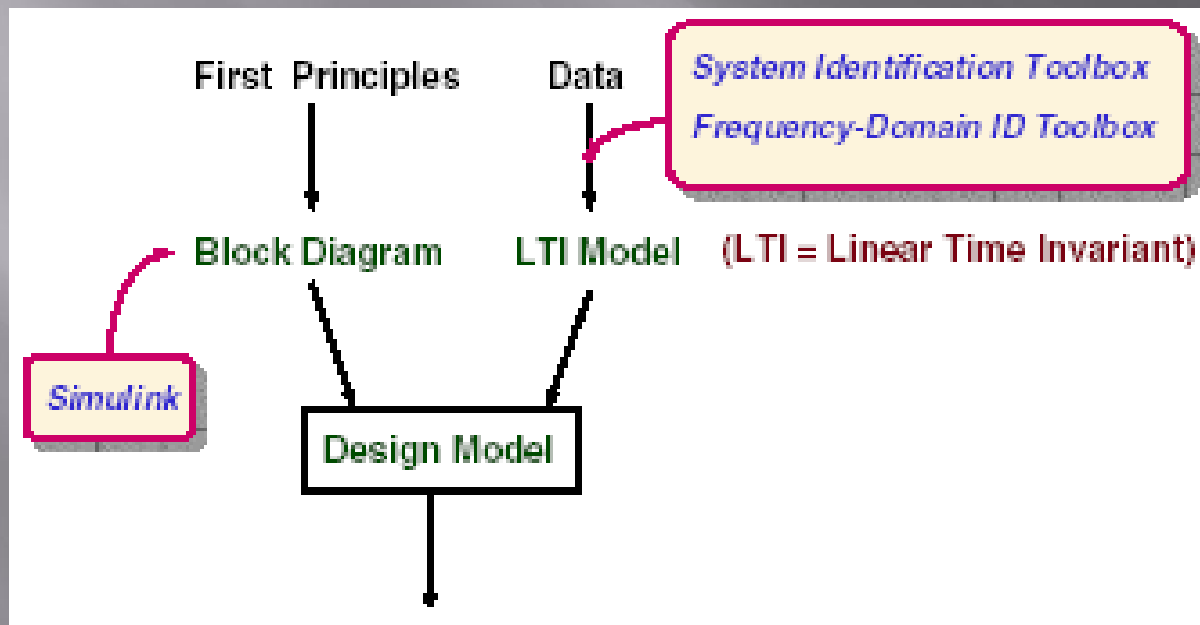 First Principles
Data
System Identification Toolbox
Frequency-Domain ID Toolbox
Block Diagram
LTI Model
(LTI = Linear Time Invariant)
Simulink
Design Model